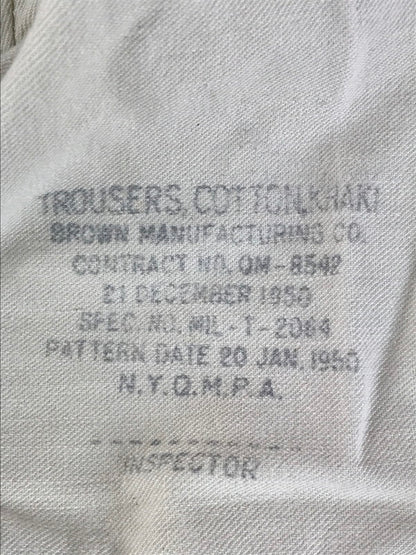 TROUSERS, COTTON, KHAKI
BROWN MANUFACTURING CO.
CONTRACT NO. QM-8542
21 DECEMBER 1950
SPEC. NO. MIL-T-2064
PATTERN DATE 20 JAN. 1950
N.Y.Q.M.P.A.
INSPECTOR